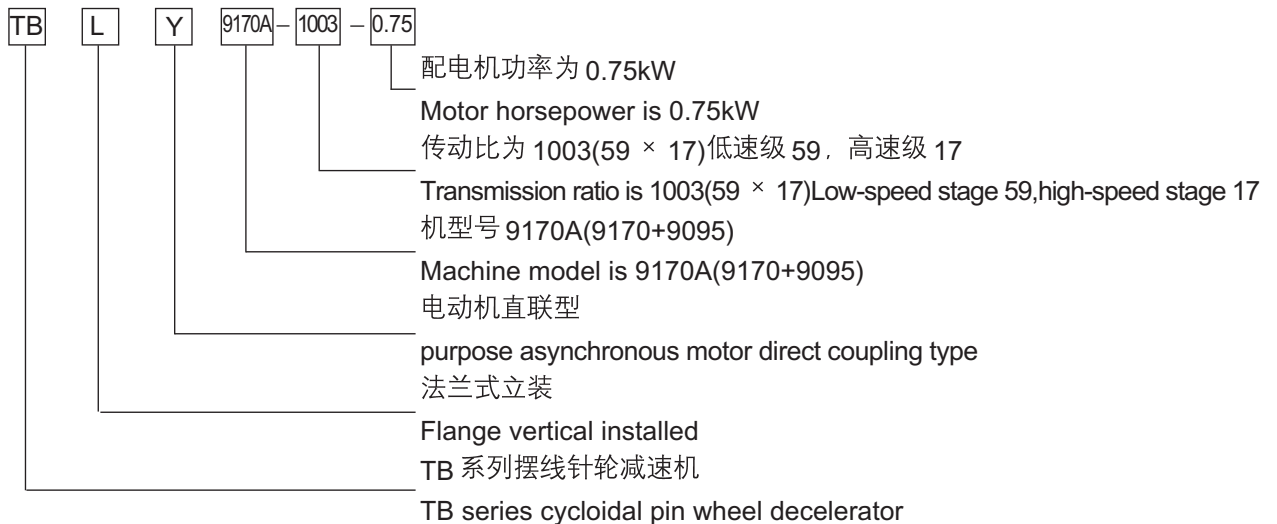 TB L Y 9170A – 1003 – 0.75
配电机功率为 0.75kW
Motor horsepower is 0.75kW
传动比为 1003(59 × 17)低速级 59，高速级 17
Transmission ratio is 1003(59 × 17)Low-speed stage 59,high-speed stage 17
机型号 9170A(9170+9095)
Machine model is 9170A(9170+9095)
电动机直联型
purpose asynchronous motor direct coupling type
法兰式立装
Flange vertical installed
TB 系列摆线针轮减速机
TB series cycloidal pin wheel decelerator